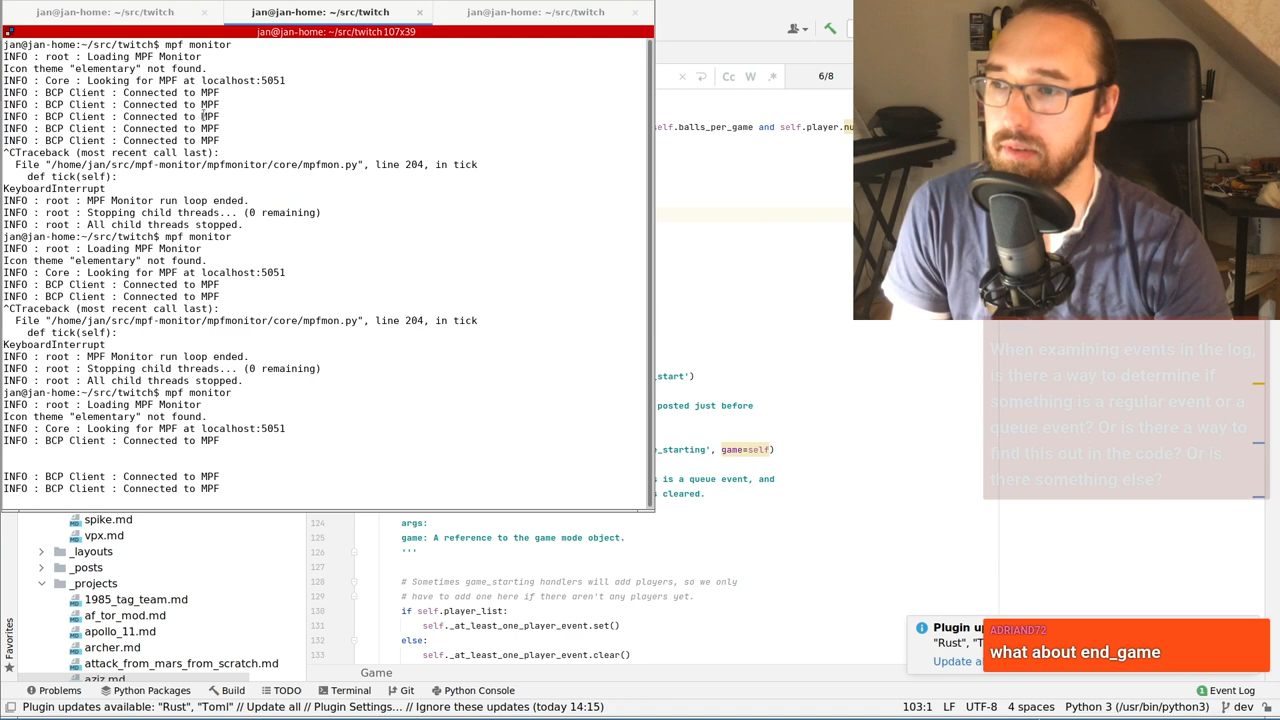 jan@jan-home: ~/src/twitch
jan@jan-home: ~/src/twitch
jan@jan-home: ~/src/twitch
jan@jan-home: ~/src/twitch 107x39
jan@jan-home:~/src/twitch$ mpf monitor
INFO : root : Loading MPF Monitor
Icon theme "elementary" not found.
INFO : Core : Looking for MPF at localhost:5051
INFO : BCP Client : Connected to MPF
INFO : BCP Client : Connected to MPF
INFO : BCP Client : Connected to MPF
INFO : BCP Client : Connected to MPF
INFO : BCP Client : Connected to MPF
^CTraceback (most recent call last):
File "/home/jan/src/mpf-monitor/mpfmonitor/core/mpfmon.py", line 204, in tick
def tick(self):
KeyboardInterrupt
INFO : root : MPF Monitor run loop ended.
INFO : root : Stopping child threads... (0 remaining)
INFO : root : All child threads stopped.
jan@jan-home:~/src/twitch$ mpf monitor
INFO : root : Loading MPF Monitor
Icon theme "elementary" not found.
INFO : Core : Looking for MPF at localhost:5051
INFO : BCP Client : Connected to MPF
INFO : BCP Client : Connected to MPF
^CTraceback (most recent call last):
File "/home/jan/src/mpf-monitor/mpfmonitor/core/mpfmon.py", line 204, in tick
def tick(self):
KeyboardInterrupt
INFO : root : MPF Monitor run loop ended.
INFO : root : Stopping child threads... (0 remaining)
INFO : root : All child threads stopped.
jan@jan-home:~/src/twitch$ mpf monitor
INFO : root : Loading MPF Monitor
Icon theme "elementary" not found.
INFO : Core : Looking for MPF at localhost:5051
INFO : BCP Client : Connected to MPF
INFO : BCP Client : Connected to MPF
INFO : BCP Client : Connected to MPF
Cc W .* 6/8
self.balls_per_game and self.player.nu
_start')
posted just before
_starting', game=self)
s is a queue event, and
s cleared.
When examining events in the log,
is there a way to determine if
something is a regular event or a
queue event? Or is there a way to
find this out in the code? Or is
there something else?
spike.md
vpx.md
_layouts
_posts
_projects
1985_tag_team.md
af_tor_mod.md
apollo_11.md
archer.md
attack_from_mars_from_scratch.md
aziz.md
Favorites
124 args:
125 game: A reference to the game mode object.
126 '''
127
128 # Sometimes game_starting handlers will add players, so we only
129 # have to add one here if there aren't any players yet.
130 if self.player_list:
131 self._at_least_one_player_event.set()
132 else:
133 self._at_least_one_player_event.clear()
Game
Plugin up
"Rust", "T
Update a
ADRIAND72
what about end_game
Problems Python Packages Build TODO Terminal Git Python Console 1 Event Log
Plugin updates available: "Rust", "Toml" // Update all // Plugin Settings... // Ignore these updates (today 14:15) 103:1 LF UTF-8 4 spaces Python 3 (/usr/bin/python3) dev